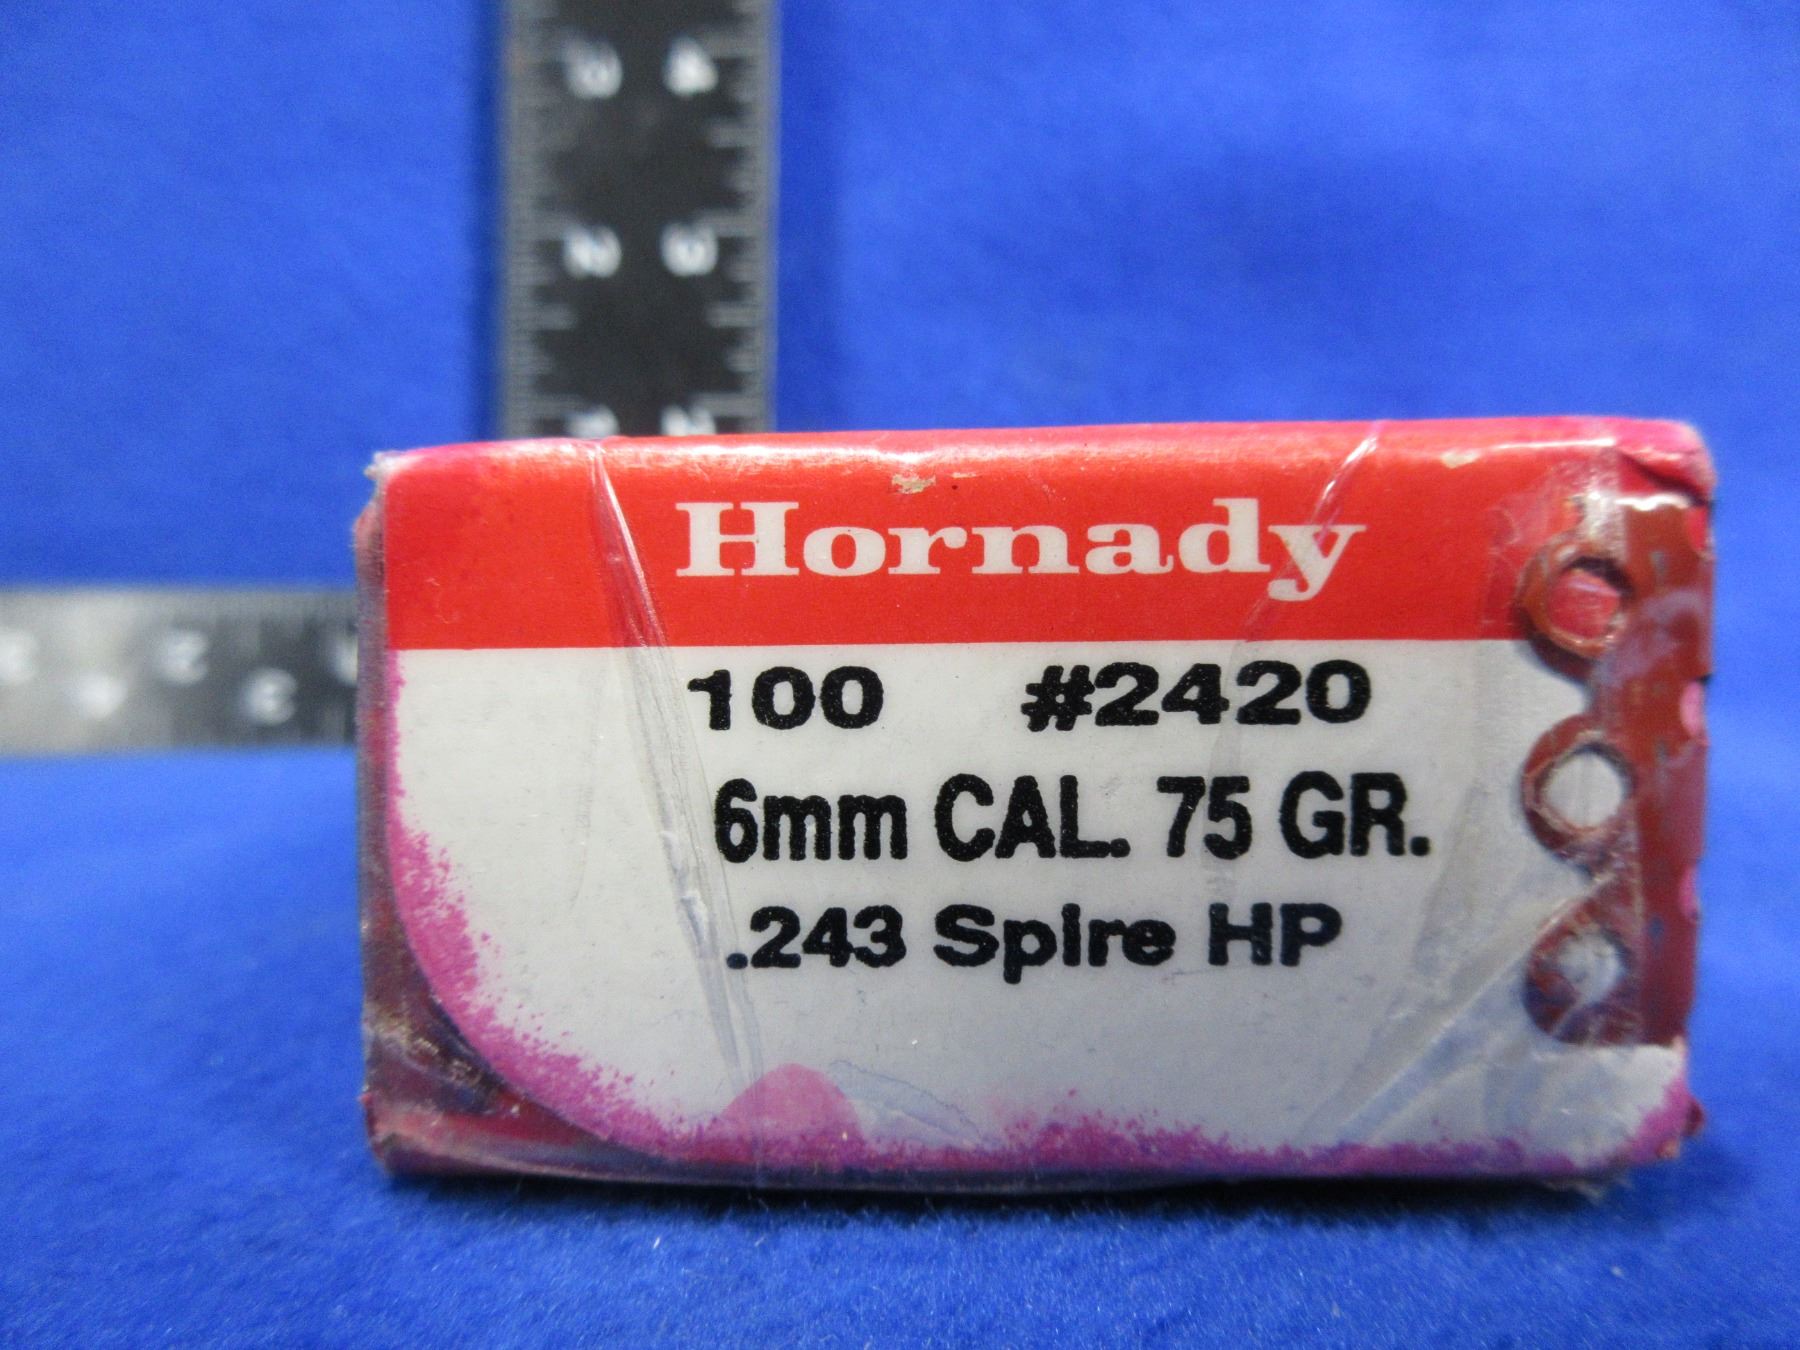 Hornady
100 #2420
6mm CAL. 75 GR.
.243 Spire HP